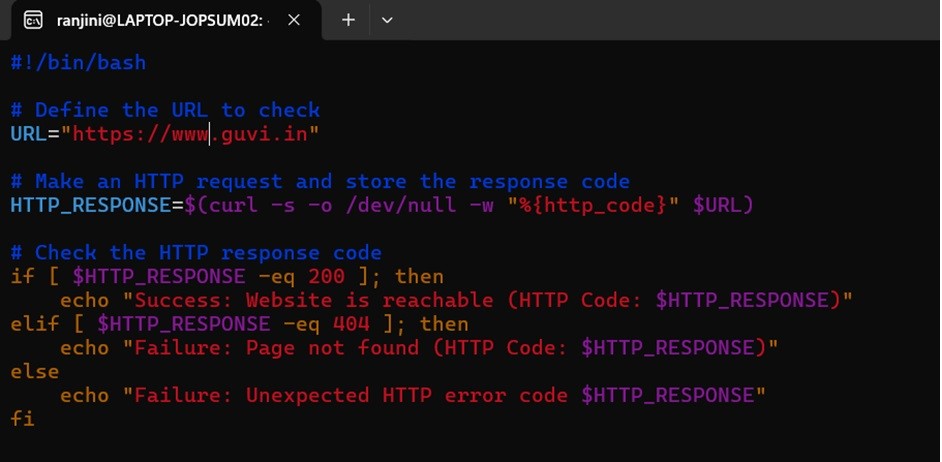 ranjini@LAPTOP-JOPSUM02:
#!/bin/bash
# Define the URL to check
URL="https://www.guvi.in"
# Make an HTTP request and store the response code
HTTP_RESPONSE=$(curl -s -o /dev/null -w "%{http_code}" $URL)
# Check the HTTP response code
if [ $HTTP_RESPONSE -eq 200 ]; then
    echo "Success: Website is reachable (HTTP Code: $HTTP_RESPONSE)"
elif [ $HTTP_RESPONSE -eq 404 ]; then
    echo "Failure: Page not found (HTTP Code: $HTTP_RESPONSE)"
else
    echo "Failure: Unexpected HTTP error code $HTTP_RESPONSE"
fi